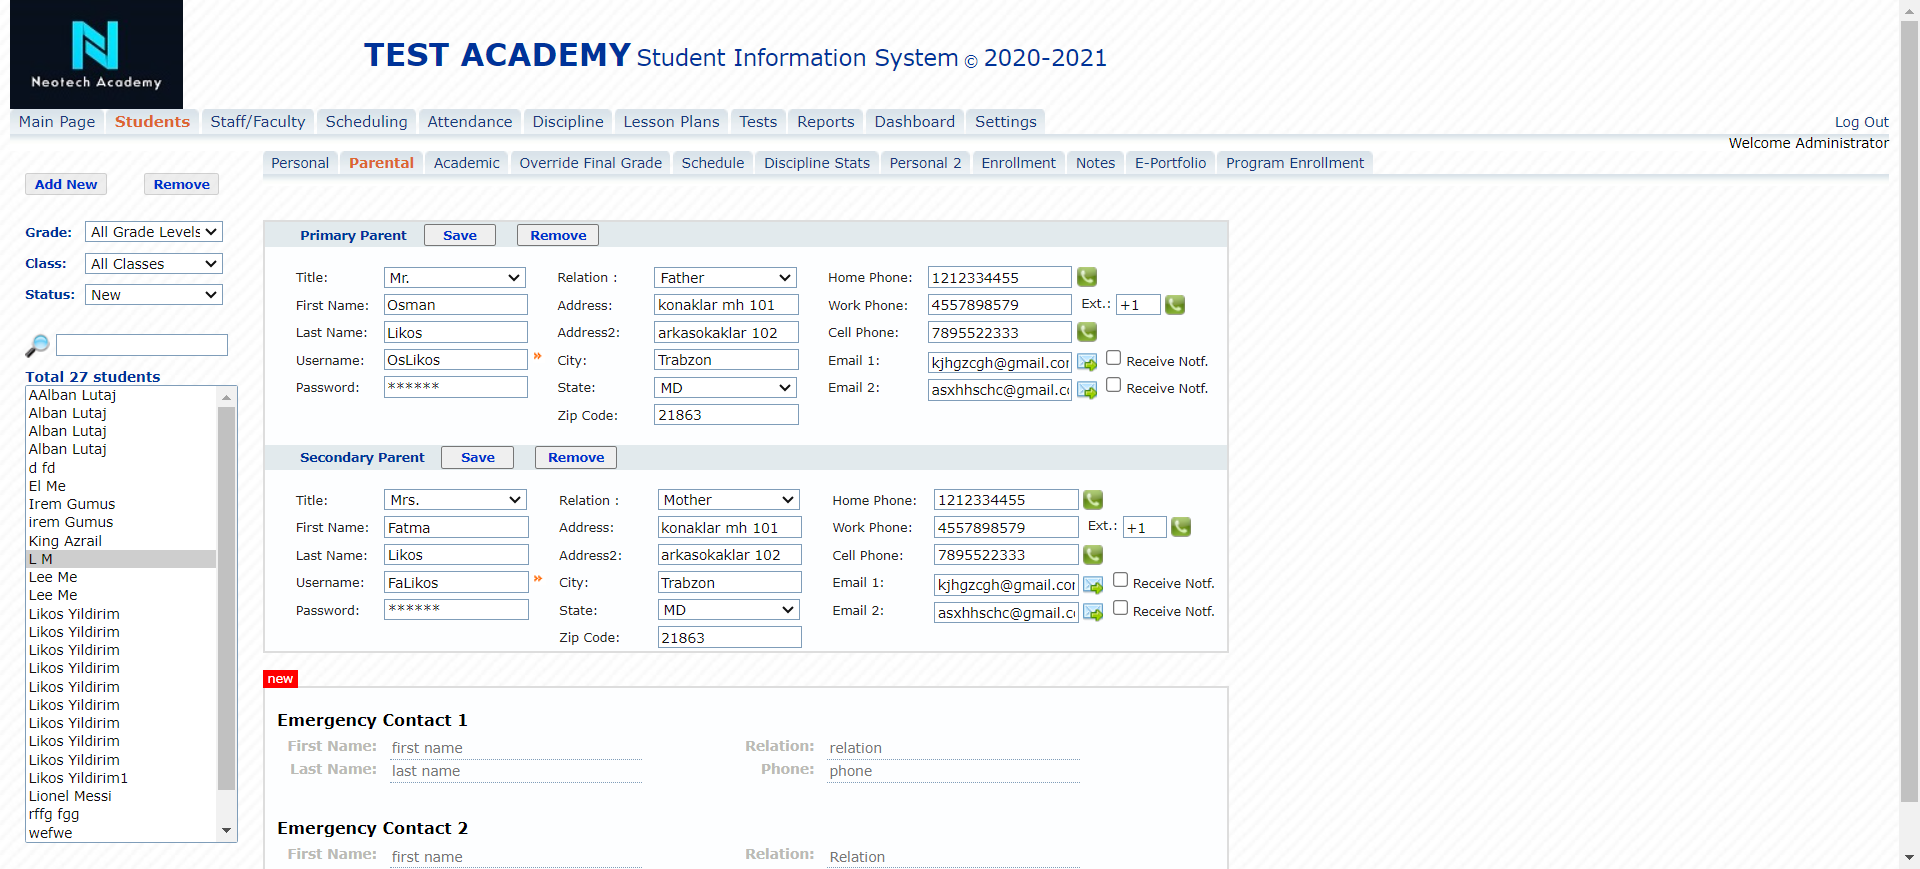 Neotech Academy
TEST ACADEMY Student Information System © 2020-2021
Main Page Students Staff/Faculty Scheduling Attendance Discipline Lesson Plans Tests Reports Dashboard Settings Log Out
Welcome Administrator
Personal Parental Academic Override Final Grade Schedule Discipline Stats Personal 2 Enrollment Notes E-Portfolio Program Enrollment
Add New Remove
Grade: All Grade Levels
Class: All Classes
Status: New
Total 27 students
AAlban Lutaj
Alban Lutaj
Alban Lutaj
Alban Lutaj
d fd
El Me
Irem Gumus
irem Gumus
King Azrail
L M
Lee Me
Lee Me
Likos Yildirim
Likos Yildirim
Likos Yildirim
Likos Yildirim
Likos Yildirim
Likos Yildirim
Likos Yildirim
Likos Yildirim
Likos Yildirim
Likos Yildirim1
Lionel Messi
rffg fgg
wefwe
Primary Parent Save Remove
Title: Mr. Relation : Father Home Phone: 1212334455
First Name: Osman Address: konaklar mh 101 Work Phone: 4557898579 Ext.: +1
Last Name: Likos Address2: arkasokaklar 102 Cell Phone: 7895522333
Username: OsLikos » City: Trabzon Email 1: kjhgzcgh@gmail.cor Receive Notf.
Password: ****** State: MD Email 2: asxhhschc@gmail.cc Receive Notf.
Zip Code: 21863
Secondary Parent Save Remove
Title: Mrs. Relation : Mother Home Phone: 1212334455
First Name: Fatma Address: konaklar mh 101 Work Phone: 4557898579 Ext.: +1
Last Name: Likos Address2: arkasokaklar 102 Cell Phone: 7895522333
Username: FaLikos » City: Trabzon Email 1: kjhgzcgh@gmail.cor Receive Notf.
Password: ****** State: MD Email 2: asxhhschc@gmail.cc Receive Notf.
Zip Code: 21863
new
Emergency Contact 1
First Name: first name Relation: relation
Last Name: last name Phone: phone
Emergency Contact 2
First Name: first name Relation: Relation